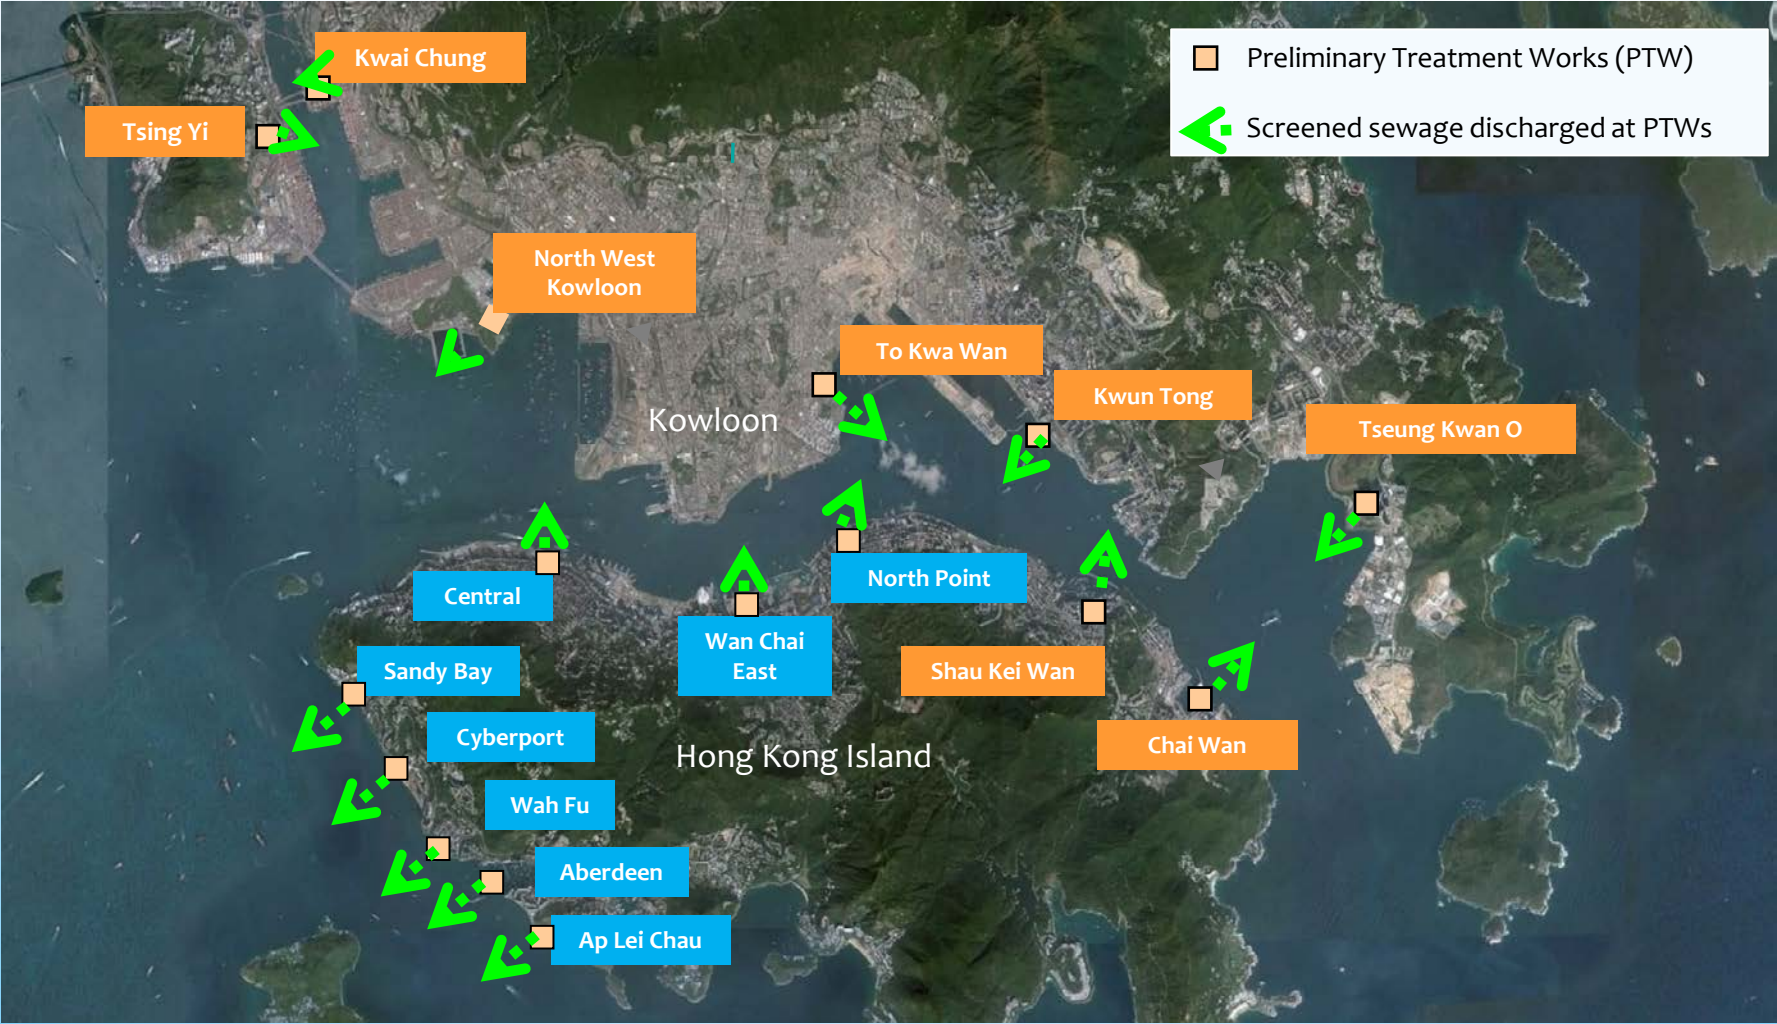 Kwai Chung
Preliminary Treatment Works (PTW)
Tsing Yi
Screened sewage discharged at PTWs
North West
Kowloon
To Kwa Wan
Kwun Tong
Kowloon
Tseung Kwan O
North Point
Central
Wan Chai
East
Sandy Bay
Shau Kei Wan
Cyberport
Chai Wan
Hong Kong Island
Wah Fu
Aberdeen
Ap Lei Chau